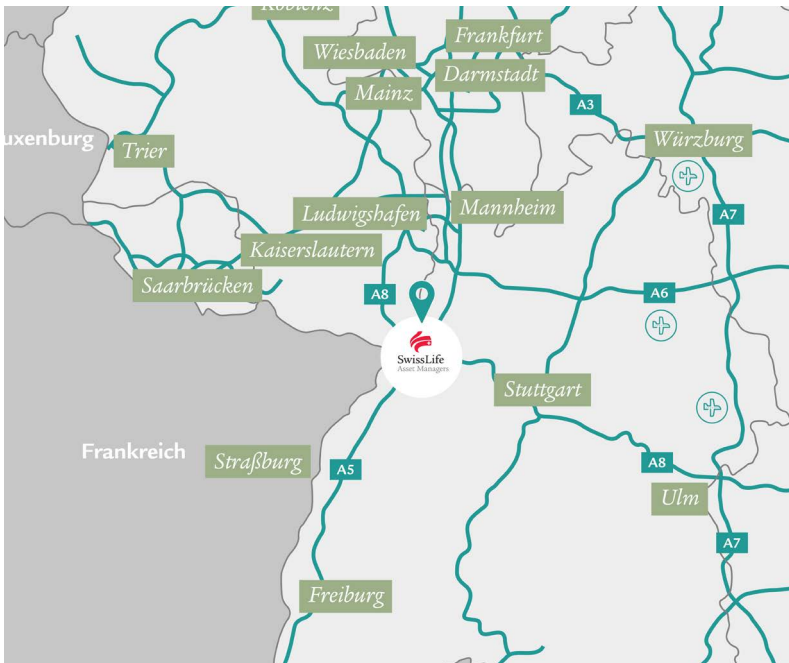 Koblenz
Frankfurt
Wiesbaden
Darmstadt
Mainz
A3
uxenburg
Trier
Würzburg
Ludwigshafen
Mannheim
A7
Kaiserslautern
Saarbrücken
A8
A6
SwissLife
Asset Managers
Stuttgart
Frankreich
Straßburg
A5
A8
Ulm
A7
Freiburg